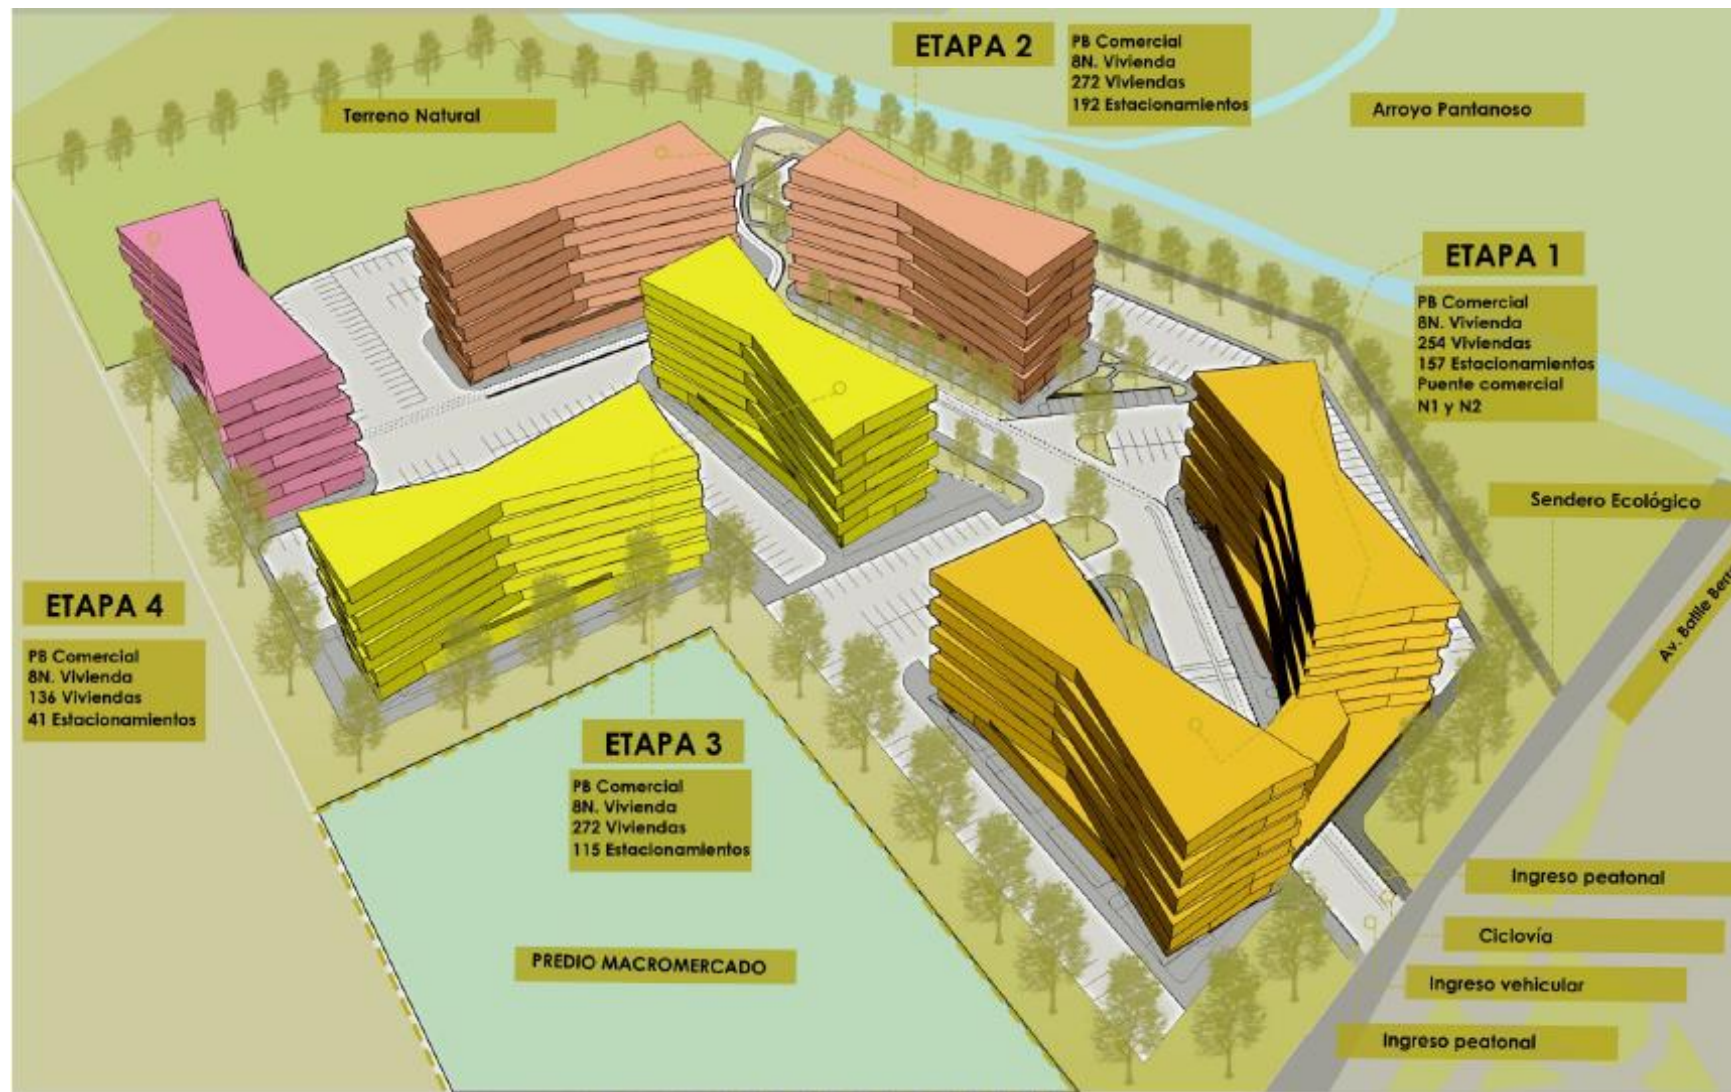 ETAPA 2
PB Comercial
8N. Vivienda
272 Viviendas
192 Estacionamientos
Terreno Natural
Arroyo Pantanoso
ETAPA 1
PB Comercial
8N. Vivienda
254 Viviendas
157 Estacionamientos
Puente comercial
N1 y N2
Sendero Ecológico
Av. Batlle
ETAPA 4
PB Comercial
8N. Vivienda
136 Viviendas
41 Estacionamientos
ETAPA 3
PB Comercial
8N. Vivienda
272 Viviendas
115 Estacionamientos
PREDIO MACROMERCADO
Ingreso peatonal
Ciclovía
Ingreso vehicular
Ingreso peatonal